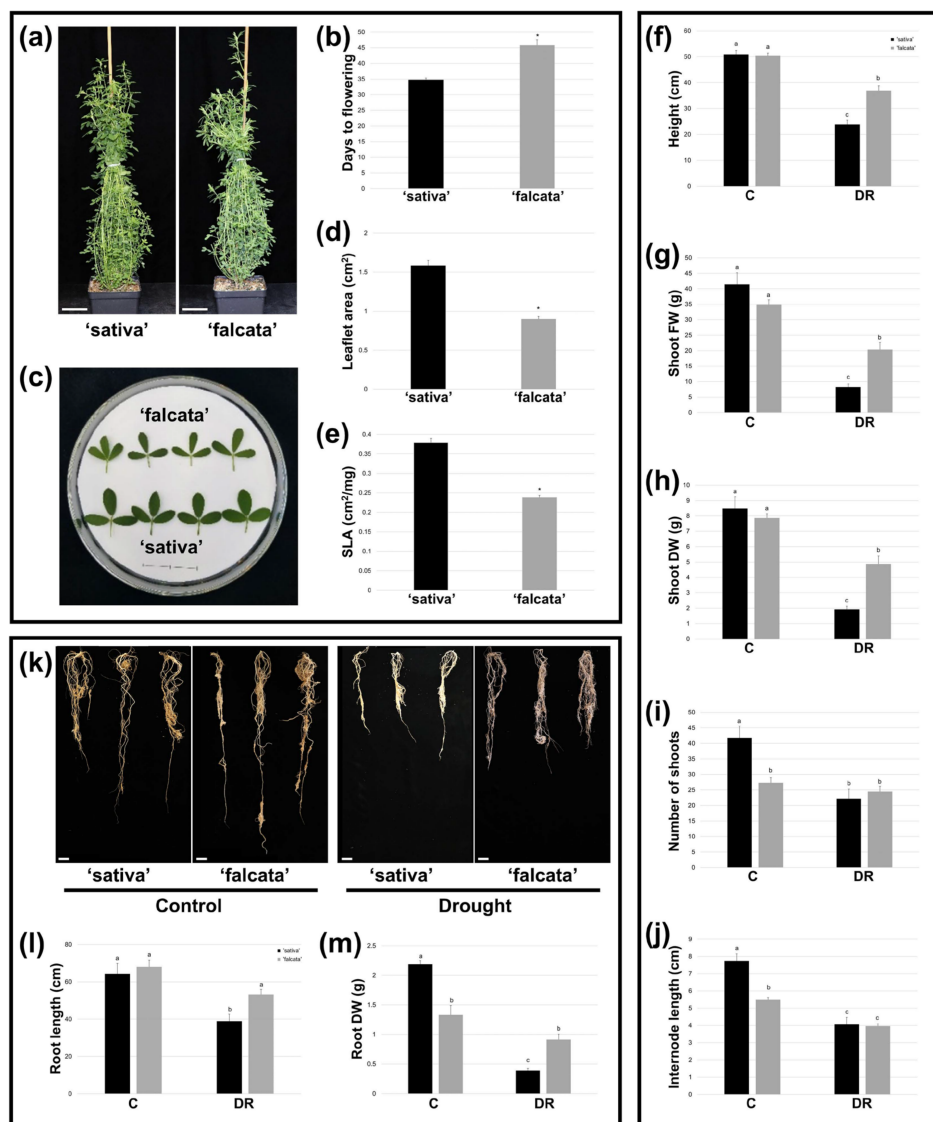 (a)
'sativa'
'falcata'
(b)
Days to flowering
50
45
40
35
30
25
20
15
10
5
0
*
'sativa'
'falcata'
(c)
'falcata'
'sativa'
(d)
Leaflet area (cm²)
2
1.5
1
0.5
0
*
'sativa'
'falcata'
(e)
SLA (cm²/mg)
0.4
0.35
0.3
0.25
0.2
0.15
0.1
0.05
0
*
'sativa'
'falcata'
(f)
Height (cm)
60
50
40
30
20
10
0
a
a
c
b
'sativa'
'falcata'
C
DR
(g)
Shoot FW (g)
50
45
40
35
30
25
20
15
10
5
0
a
a
c
b
C
DR
(h)
Shoot DW (g)
10
9
8
7
6
5
4
3
2
1
0
a
a
c
b
C
DR
(i)
Number of shoots
50
45
40
35
30
25
20
15
10
5
0
a
b
b
b
C
DR
(j)
Internode length (cm)
9
8
7
6
5
4
3
2
1
0
a
b
c
c
C
DR
(k)
'sativa'
'falcata'
'sativa'
'falcata'
Control
Drought
(l)
Root length (cm)
80
60
40
20
0
a
a
b
a
'sativa'
'falcata'
C
DR
(m)
Root DW (g)
2.5
2
1.5
1
0.5
0
a
b
c
b
C
DR